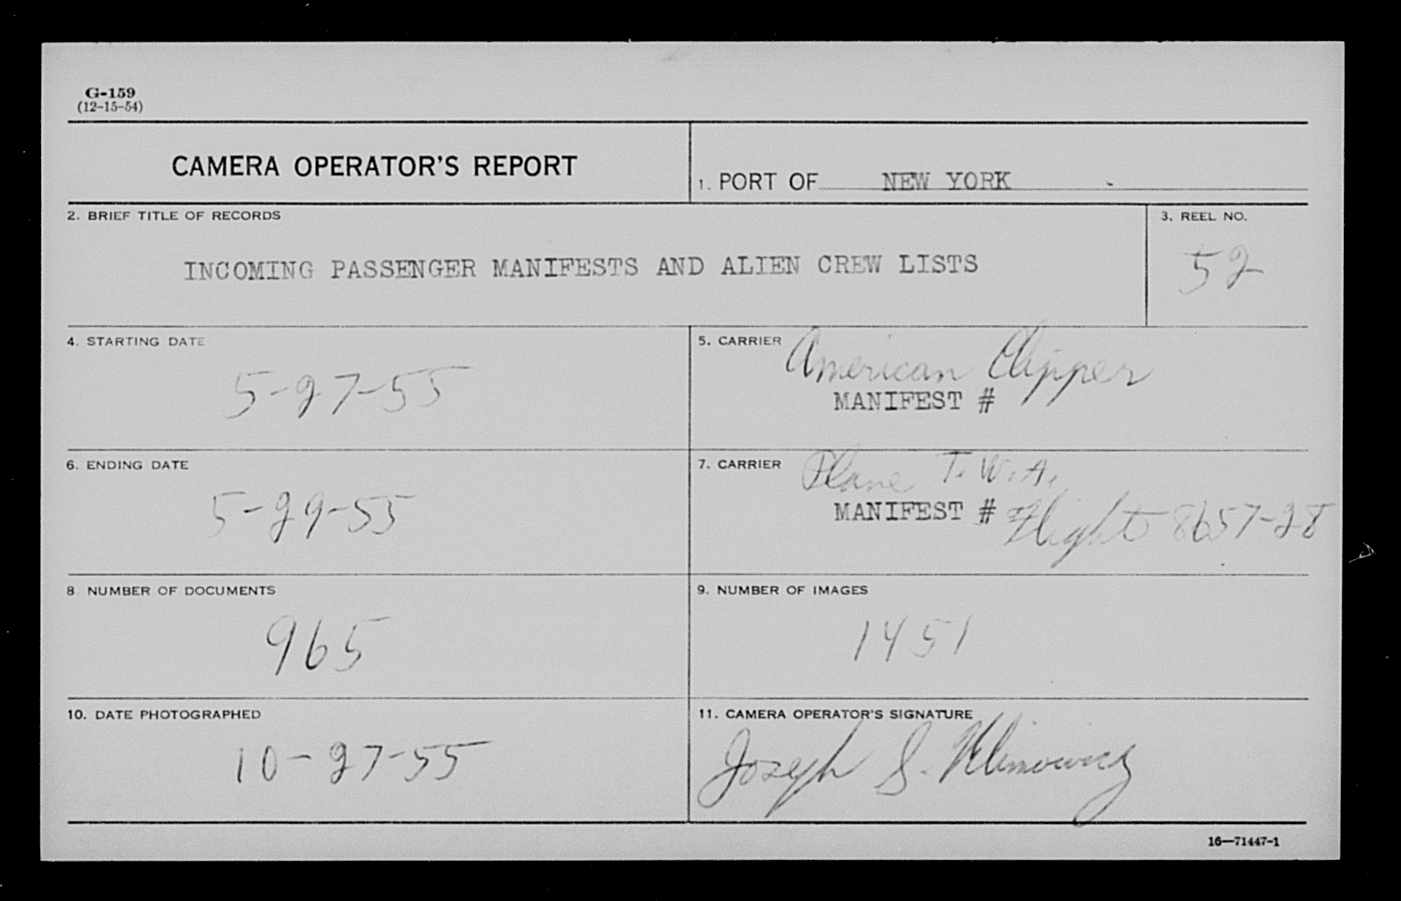 G-159
(12-15-54)
CAMERA OPERATOR'S REPORT
1. PORT OF NEW YORK
2. BRIEF TITLE OF RECORDS
INCOMING PASSENGER MANIFESTS AND ALIEN CREW LISTS
3. REEL NO.
52
4. STARTING DATE
5-27-55
5. CARRIER American Clipper
MANIFEST #
6. ENDING DATE
5-29-55
7. CARRIER Plane T.W.A.
MANIFEST # Flight 8657-28
8 NUMBER OF DOCUMENTS
965
9. NUMBER OF IMAGES
1451
10. DATE PHOTOGRAPHED
10-27-55
11. CAMERA OPERATOR'S SIGNATURE
Joseph S. Klimowicz
16—71447-1